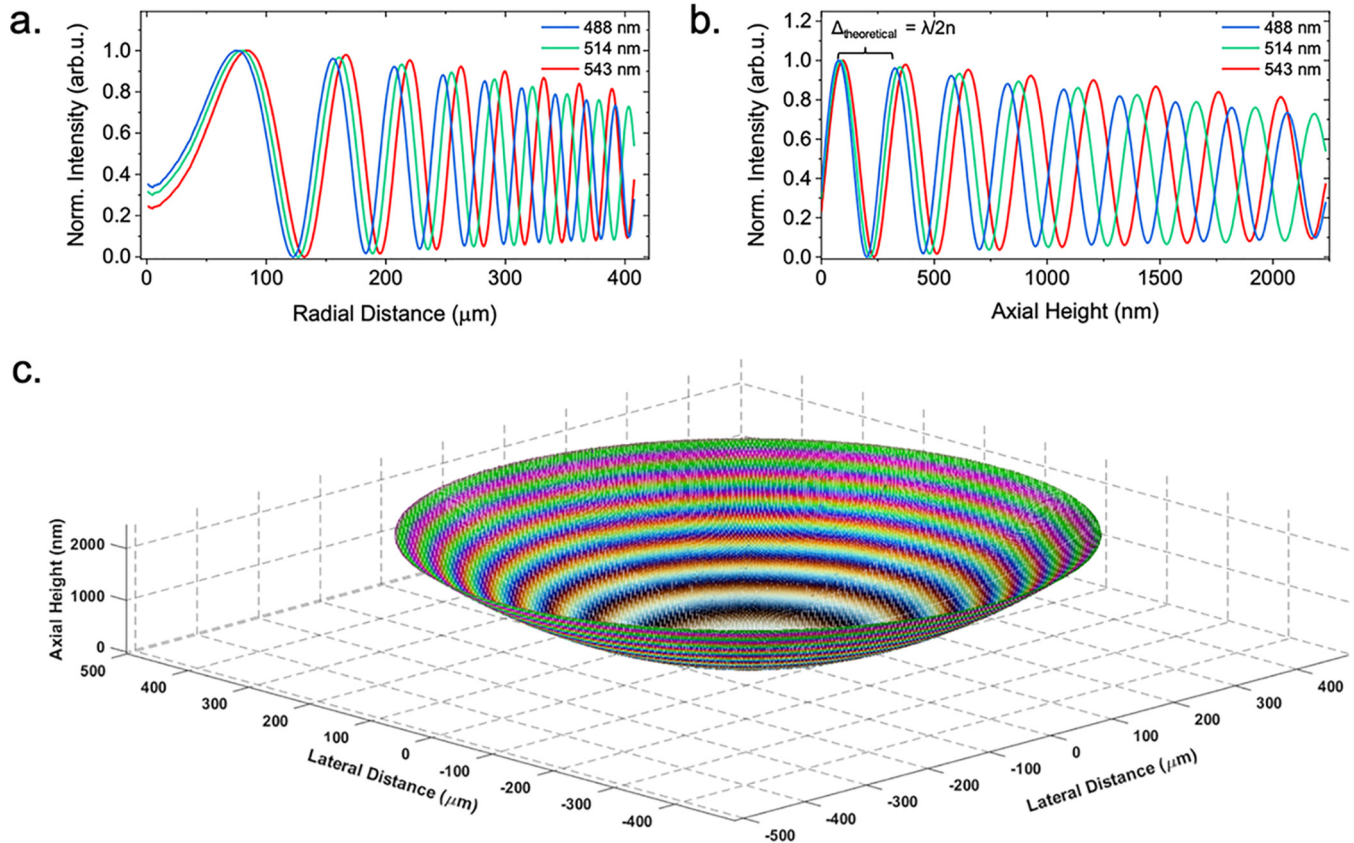 a.
Norm. Intensity (arb.u.)
1.0
0.8
0.6
0.4
0.2
0.0
488 nm
514 nm
543 nm
0
100
200
300
400
Radial Distance (μm)
b.
Norm. Intensity (arb.u.)
1.2
1.0
0.8
0.6
0.4
0.2
0.0
Δtheoretical = λ/2n
488 nm
514 nm
543 nm
0
500
1000
1500
2000
Axial Height (nm)
c.
Axial Height (nm)
2000
1000
0
500
400
300
200
100
0
-100
-200
-300
-400
Lateral Distance (μm)
-500
-400
-300
-200
-100
0
100
200
300
400
Lateral Distance (μm)